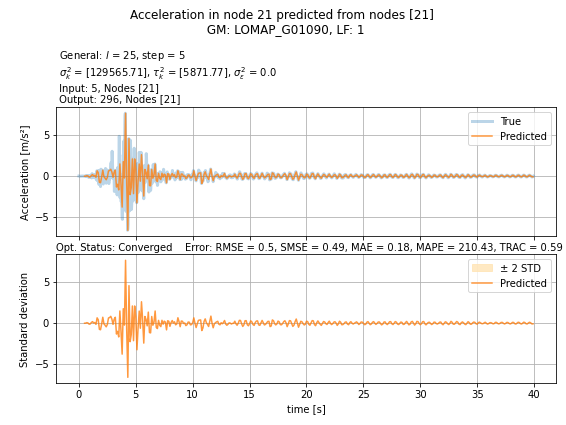 Acceleration in node 21 predicted from nodes [21]
GM: LOMAP_G01090, LF: 1
General: l = 25, step = 5
σ_k^2 = [129565.71], τ_k^2 = [5871.77], σ_ε^2 = 0.0
Input: 5, Nodes [21]
Output: 296, Nodes [21]
True
Predicted
5
0
−5
Acceleration [m/s²]
Opt. Status: Converged Error: RMSE = 0.5, SMSE = 0.49, MAE = 0.18, MAPE = 210.43, TRAC = 0.59
± 2 STD
Predicted
5
0
−5
Standard deviation
0 5 10 15 20 25 30 35 40
time [s]